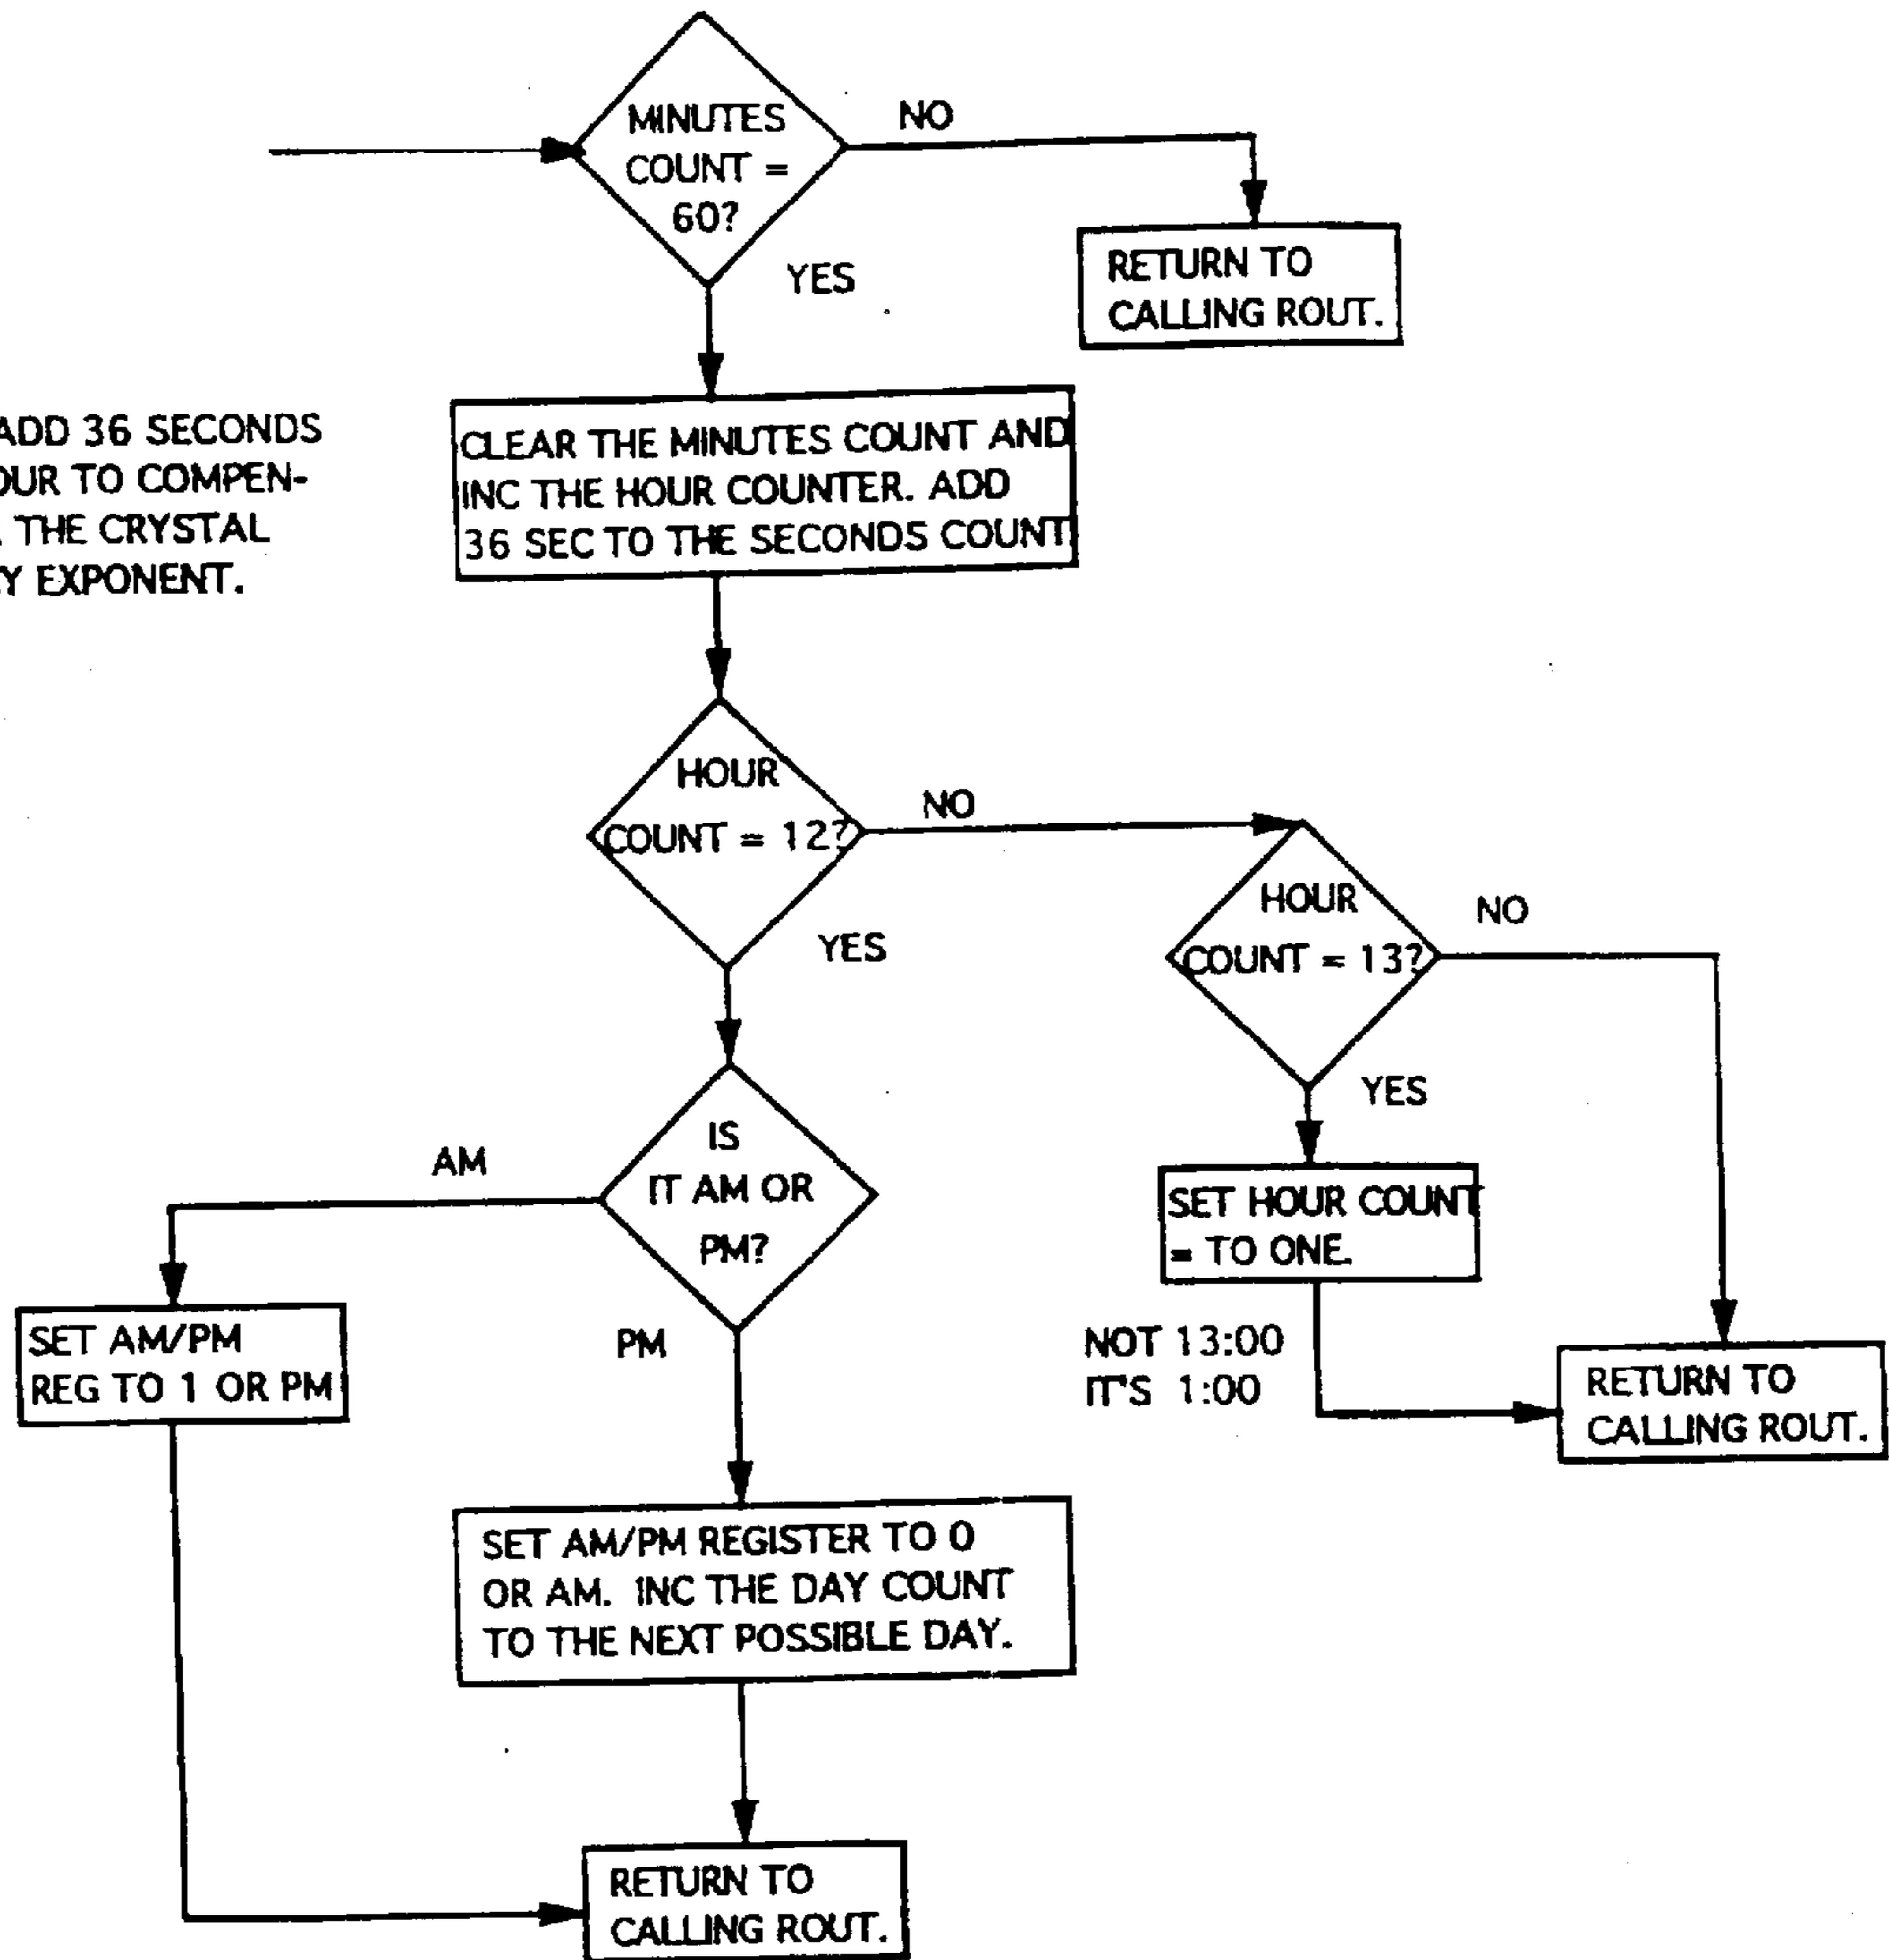 MINUTES
COUNT =
60?
NO
YES
RETURN TO
CALLING ROUT.
ADD 36 SECONDS
OUR TO COMPEN-
THE CRYSTAL
Y EXPONENT.
CLEAR THE MINUTES COUNT AND
INC THE HOUR COUNTER. ADD
36 SEC TO THE SECONDS COUNT
HOUR
COUNT = 12?
NO
YES
HOUR
COUNT = 13?
NO
YES
IS
IT AM OR
PM?
AM
PM
SET HOUR COUNT
= TO ONE.
NOT 13:00
IT'S 1:00
SET AM/PM
REG TO 1 OR PM
RETURN TO
CALLING ROUT.
SET AM/PM REGISTER TO 0
OR AM. INC THE DAY COUNT
TO THE NEXT POSSIBLE DAY.
RETURN TO
CALLING ROUT.